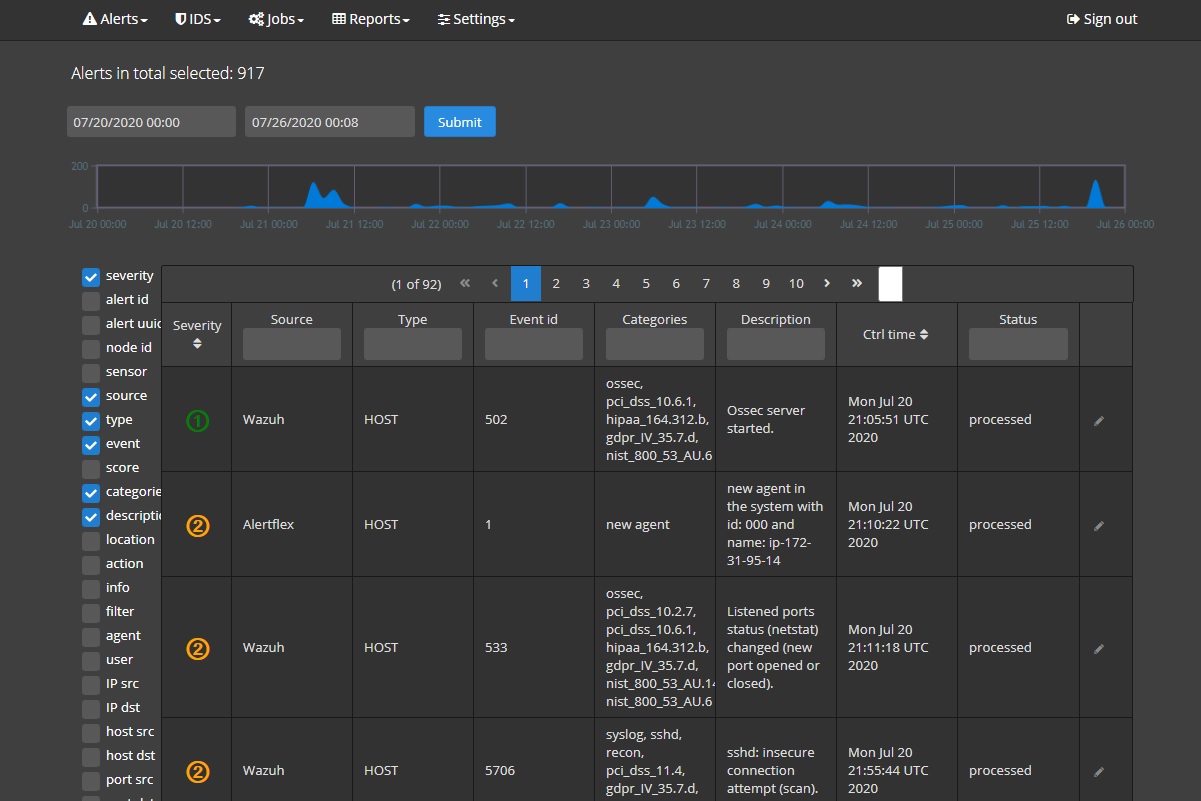 Alerts IDS Jobs Reports Settings Sign out
Alerts in total selected: 917
07/20/2020 00:00 07/26/2020 00:08 Submit
200
0
Jul 20 00:00 Jul 20 12:00 Jul 21 00:00 Jul 21 12:00 Jul 22 00:00 Jul 22 12:00 Jul 23 00:00 Jul 23 12:00 Jul 24 00:00 Jul 24 12:00 Jul 25 00:00 Jul 25 12:00 Jul 26 00:00
severity
alert id
alert uuid
node id
sensor
source
type
event
score
categorie
descriptio
location
action
info
filter
agent
user
IP src
IP dst
host src
host dst
port src
(1 of 92) 1 2 3 4 5 6 7 8 9 10
Severity Source Type Event id Categories Description Ctrl time Status
1 Wazuh HOST 502
ossec,
pci_dss_10.6.1,
hipaa_164.312.b,
gdpr_IV_35.7.d,
nist_800_53_AU.6
Ossec server
started.
Mon Jul 20
21:05:51 UTC
2020
processed
2 Alertflex HOST 1 new agent
new agent in
the system with
id: 000 and
name: ip-172-
31-95-14
Mon Jul 20
21:10:22 UTC
2020
processed
2 Wazuh HOST 533
ossec,
pci_dss_10.2.7,
pci_dss_10.6.1,
hipaa_164.312.b,
gdpr_IV_35.7.d,
nist_800_53_AU.14
nist_800_53_AU.6
Listened ports
status (netstat)
changed (new
port opened or
closed).
Mon Jul 20
21:11:18 UTC
2020
processed
2 Wazuh HOST 5706
syslog, sshd,
recon,
pci_dss_11.4,
gdpr_IV_35.7.d,
sshd: insecure
connection
attempt (scan).
Mon Jul 20
21:55:44 UTC
2020
processed